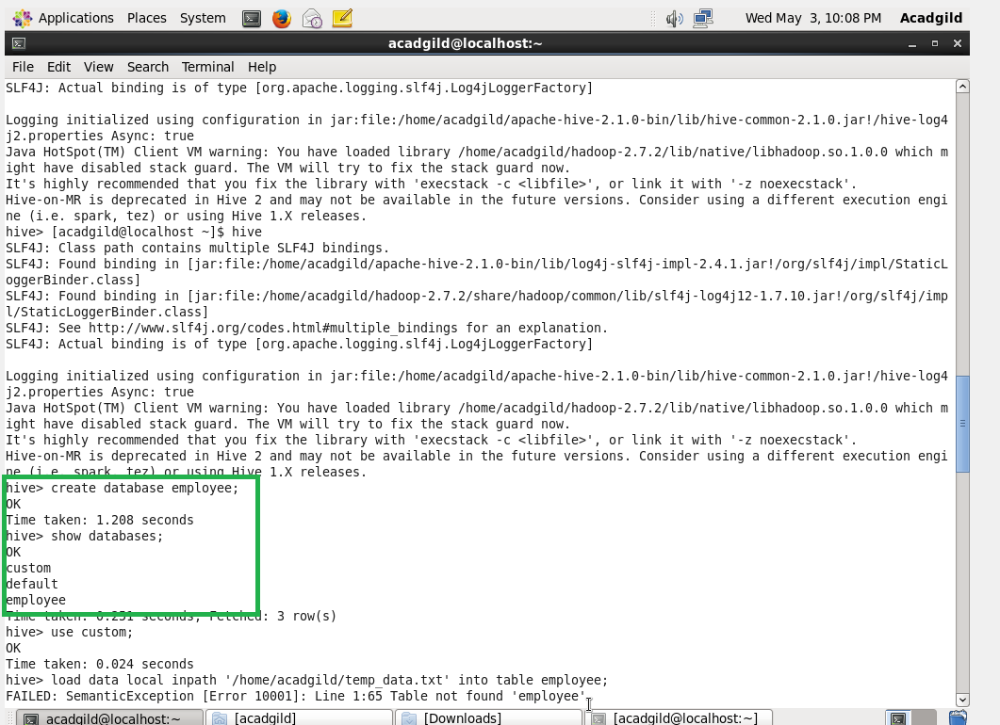 Applications Places System Wed May 3, 10:08 PM Acadgild
acadgild@localhost:~
File Edit View Search Terminal Help
SLF4J: Actual binding is of type [org.apache.logging.slf4j.Log4jLoggerFactory]
Logging initialized using configuration in jar:file:/home/acadgild/apache-hive-2.1.0-bin/lib/hive-common-2.1.0.jar!/hive-log4
j2.properties Async: true
Java HotSpot(TM) Client VM warning: You have loaded library /home/acadgild/hadoop-2.7.2/lib/native/libhadoop.so.1.0.0 which m
ight have disabled stack guard. The VM will try to fix the stack guard now.
It's highly recommended that you fix the library with 'execstack -c <libfile>', or link it with '-z noexecstack'.
Hive-on-MR is deprecated in Hive 2 and may not be available in the future versions. Consider using a different execution engi
ne (i.e. spark, tez) or using Hive 1.X releases.
hive> [acadgild@localhost ~]$ hive
SLF4J: Class path contains multiple SLF4J bindings.
SLF4J: Found binding in [jar:file:/home/acadgild/apache-hive-2.1.0-bin/lib/log4j-slf4j-impl-2.4.1.jar!/org/slf4j/impl/StaticL
oggerBinder.class]
SLF4J: Found binding in [jar:file:/home/acadgild/hadoop-2.7.2/share/hadoop/common/lib/slf4j-log4j12-1.7.10.jar!/org/slf4j/imp
l/StaticLoggerBinder.class]
SLF4J: See http://www.slf4j.org/codes.html#multiple_bindings for an explanation.
SLF4J: Actual binding is of type [org.apache.logging.slf4j.Log4jLoggerFactory]
Logging initialized using configuration in jar:file:/home/acadgild/apache-hive-2.1.0-bin/lib/hive-common-2.1.0.jar!/hive-log4
j2.properties Async: true
Java HotSpot(TM) Client VM warning: You have loaded library /home/acadgild/hadoop-2.7.2/lib/native/libhadoop.so.1.0.0 which m
ight have disabled stack guard. The VM will try to fix the stack guard now.
It's highly recommended that you fix the library with 'execstack -c <libfile>', or link it with '-z noexecstack'.
Hive-on-MR is deprecated in Hive 2 and may not be available in the future versions. Consider using a different execution engi
ne (i.e. spark, tez) or using Hive 1.X releases.
hive> create database employee;
OK
Time taken: 1.208 seconds
hive> show databases;
OK
custom
default
employee
Time taken: 0.251 seconds, Fetched: 3 row(s)
hive> use custom;
OK
Time taken: 0.024 seconds
hive> load data local inpath '/home/acadgild/temp_data.txt' into table employee;
FAILED: SemanticException [Error 10001]: Line 1:65 Table not found 'employee'
acadgild@localhost:~ [acadgild] [Downloads] [acadgild@localhost:~]